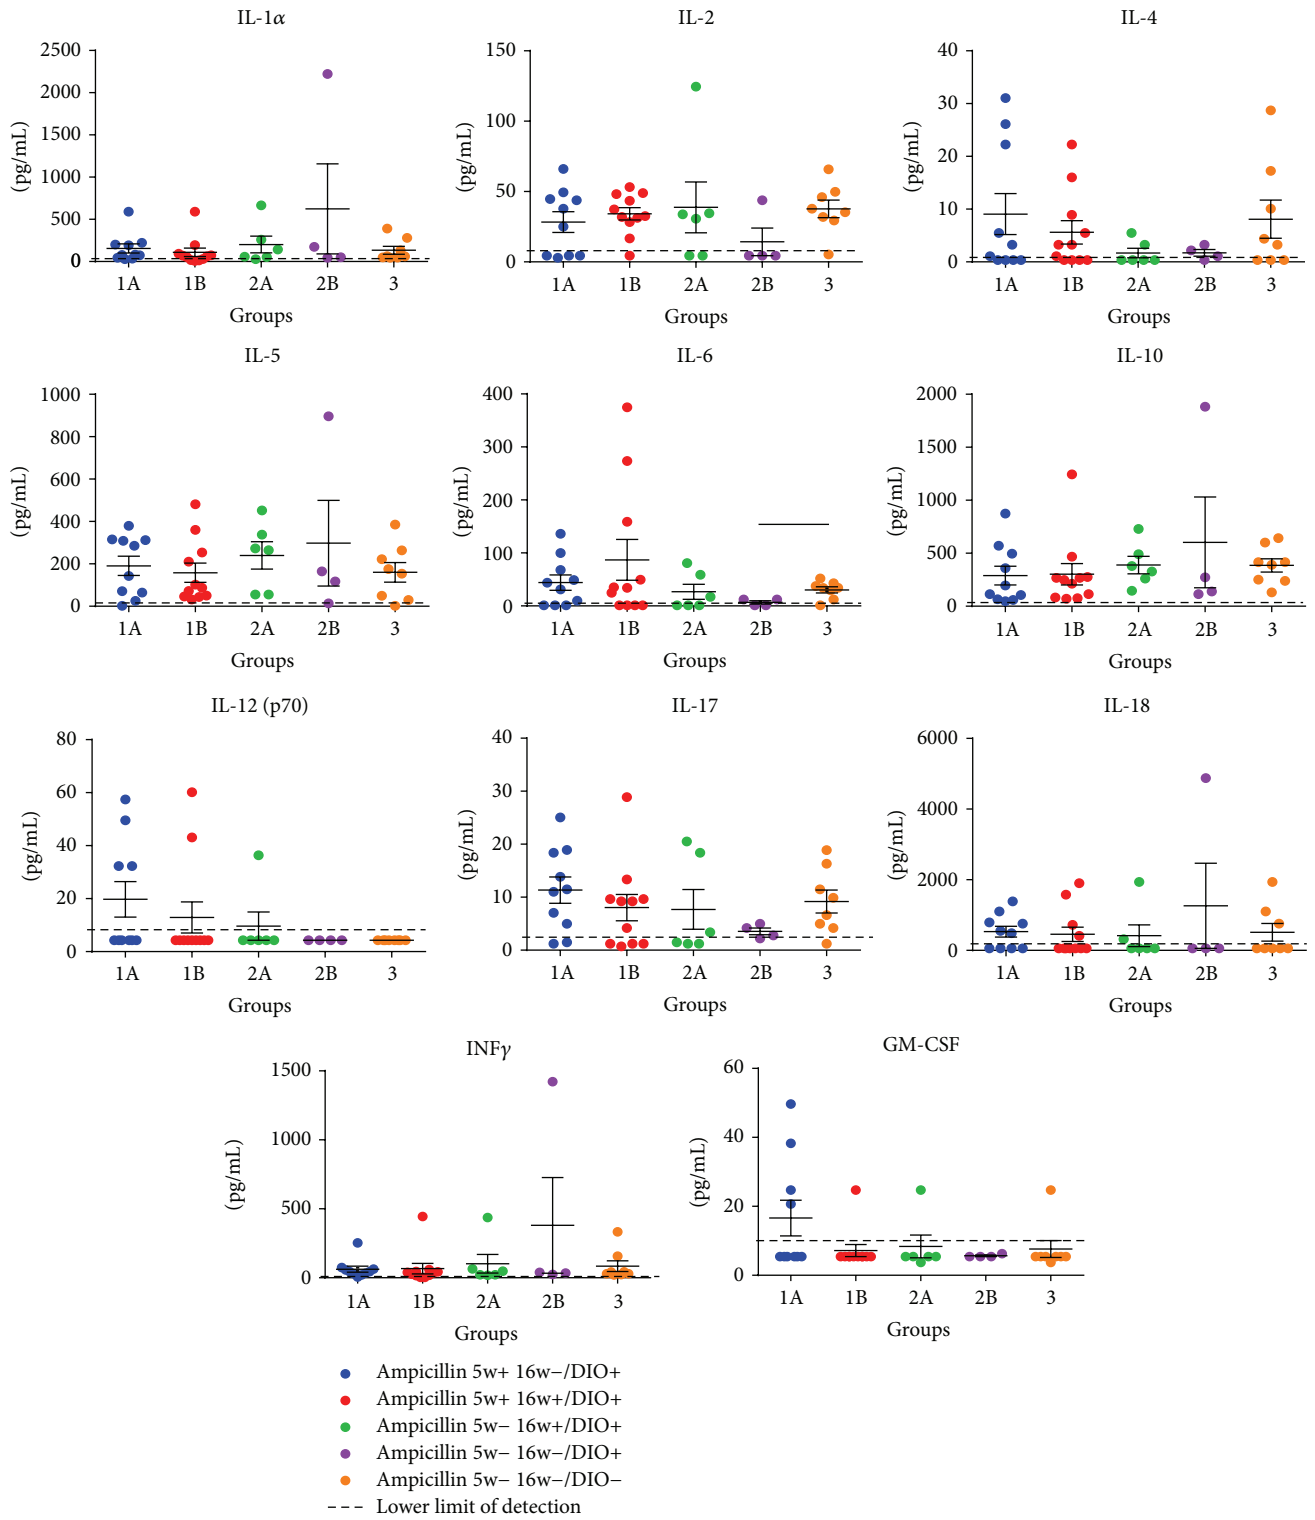 IL-1α IL-2 IL-4
2500 2000 1500 1000 500 0 (pg/mL) 1A 1B 2A 2B 3 Groups
150 100 50 0 (pg/mL) 1A 1B 2A 2B 3 Groups
40 30 20 10 0 (pg/mL) 1A 1B 2A 2B 3 Groups
IL-5 IL-6 IL-10
1000 800 600 400 200 0 (pg/mL) 1A 1B 2A 2B 3 Groups
400 300 200 100 0 (pg/mL) 1A 1B 2A 2B 3 Groups
2000 1500 1000 500 0 (pg/mL) 1A 1B 2A 2B 3 Groups
IL-12 (p70) IL-17 IL-18
80 60 40 20 0 (pg/mL) 1A 1B 2A 2B 3 Groups
40 30 20 10 0 (pg/mL) 1A 1B 2A 2B 3 Groups
6000 4000 2000 0 (pg/mL) 1A 1B 2A 2B 3 Groups
INFγ GM-CSF
1500 1000 500 0 (pg/mL) 1A 1B 2A 2B 3 Groups
60 40 20 0 (pg/mL) 1A 1B 2A 2B 3 Groups
Ampicillin 5w+ 16w−/DIO+
Ampicillin 5w+ 16w+/DIO+
Ampicillin 5w− 16w+/DIO+
Ampicillin 5w− 16w−/DIO+
Ampicillin 5w− 16w−/DIO−
Lower limit of detection